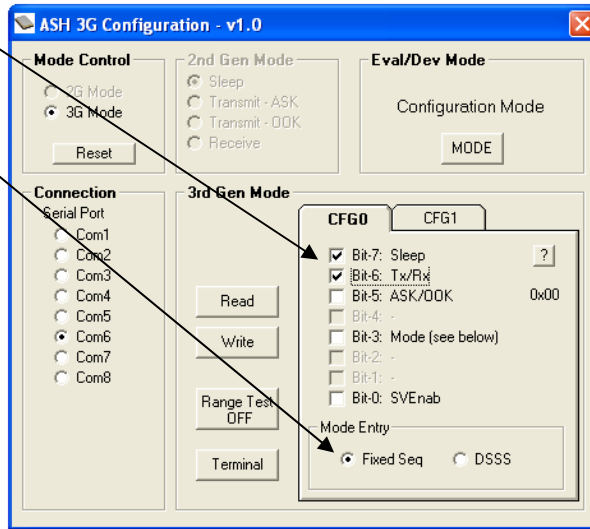 ASH 3G Configuration - v1.0
Mode Control
2G Mode
3G Mode
Reset
2nd Gen Mode
Sleep
Transmit - ASK
Transmit - OOK
Receive
Eval/Dev Mode
Configuration Mode
MODE
Connection
Serial Port
Com1
Com2
Com3
Com4
Com5
Com6
Com7
Com8
3rd Gen Mode
Read
Write
Range Test
OFF
Terminal
CFG0 CFG1
Bit-7: Sleep ?
Bit-6: Tx/Rx
Bit-5: ASK/OOK 0x00
Bit-4: -
Bit-3: Mode (see below)
Bit-2: -
Bit-1: -
Bit-0: SVEnab
Mode Entry
Fixed Seq DSSS